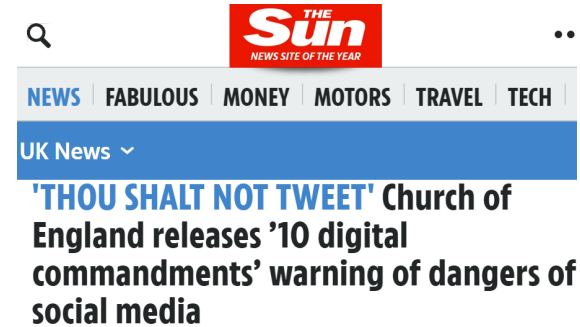 THE
Sun
NEWS SITE OF THE YEAR
NEWS FABULOUS MONEY MOTORS TRAVEL TECH
UK News
'THOU SHALT NOT TWEET' Church of
England releases ’10 digital
commandments’ warning of dangers of
social media